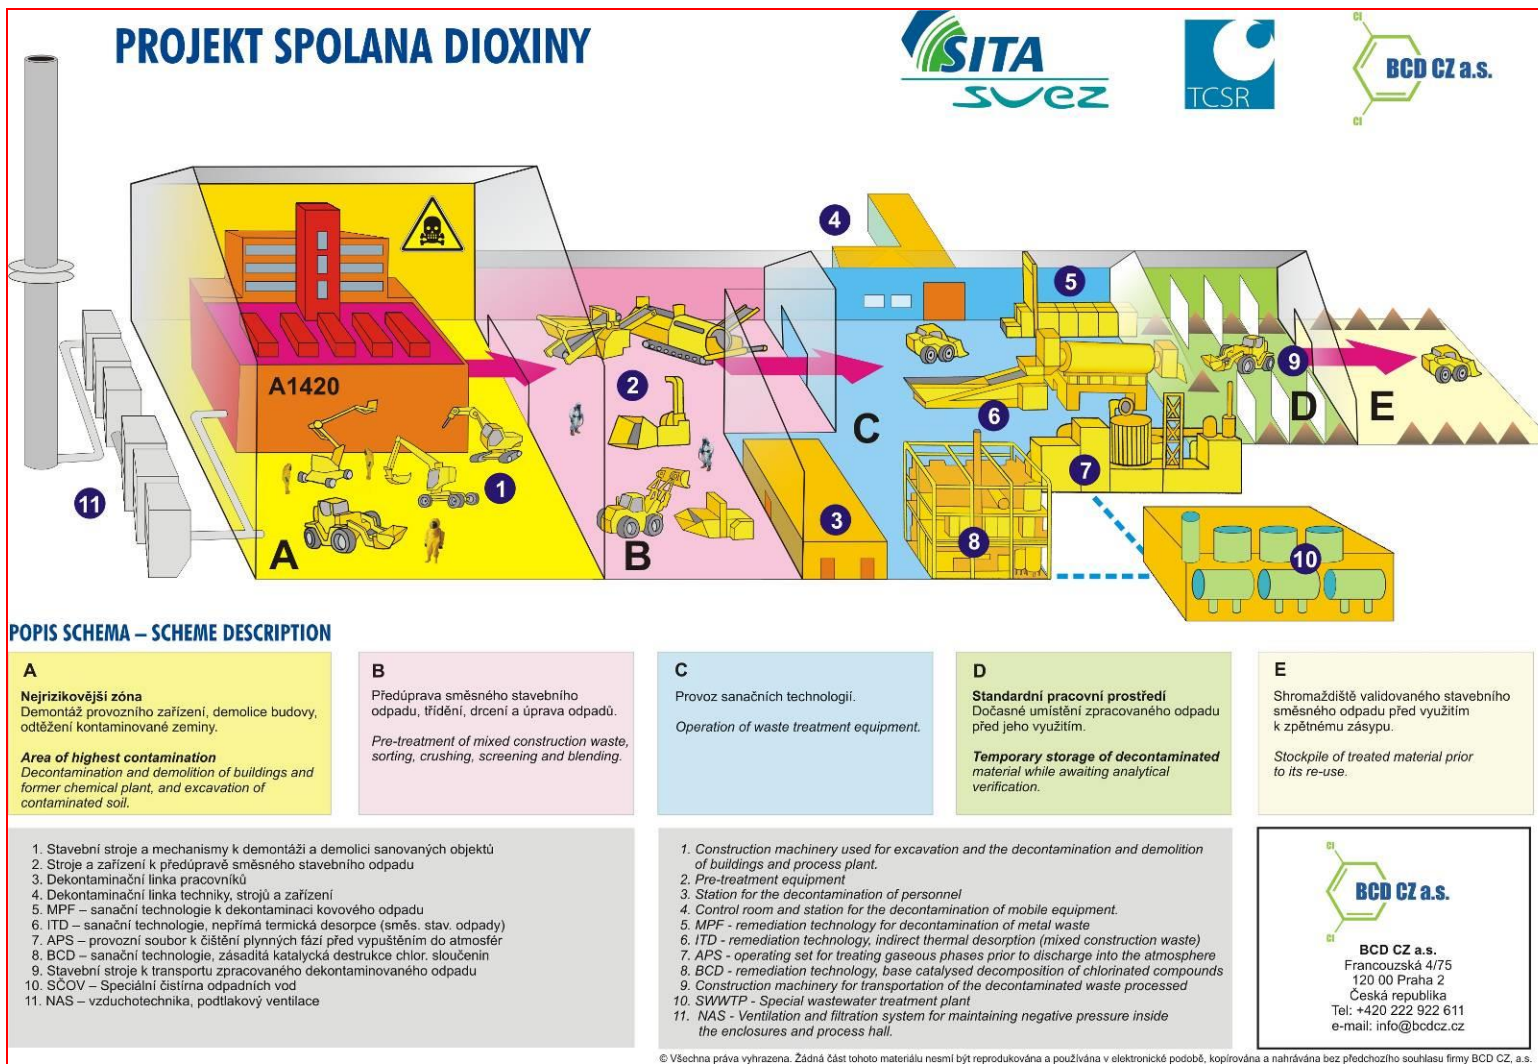 PROJEKT SPOLANA DIOXINY
SITA
suez
TCSR
Cl
BCD CZ a.s.
Cl
4
5
A1420
2
9
6
C
D
E
11
1
7
3
8
10
A
B
POPIS SCHEMA – SCHEME DESCRIPTION
A
Nejrizikovější zóna
Demontáž provozního zařízení, demolice budovy,
odtěžení kontaminované zeminy.
Area of highest contamination
Decontamination and demolition of buildings and
former chemical plant, and excavation of
contaminated soil.
B
Předúprava směsného stavebního
odpadu, třídění, drcení a úprava odpadů.
Pre-treatment of mixed construction waste,
sorting, crushing, screening and blending.
C
Provoz sanačních technologií.
Operation of waste treatment equipment.
D
Standardní pracovní prostředí
Dočasné umístění zpracovaného odpadu
před jeho využitím.
Temporary storage of decontaminated
material while awaiting analytical
verification.
E
Shromaždiště validovaného stavebního
směsného odpadu před využitím
k zpětnému zásypu.
Stockpile of treated material prior
to its re-use.
1. Stavební stroje a mechanismy k demontáži a demolici sanovaných objektů
2. Stroje a zařízení k předúpravě směsného stavebního odpadu
3. Dekontaminační linka pracovníků
4. Dekontaminační linka techniky, strojů a zařízení
5. MPF – sanační technologie k dekontaminaci kovového odpadu
6. ITD – sanační technologie, nepřímá termická desorpce (směs. stav. odpady)
7. APS – provozní soubor k čištění plynných fází před vypuštěním do atmosfér
8. BCD – sanační technologie, zásaditá katalycká destrukce chlor. sloučenin
9. Stavební stroje k transportu zpracovaného dekontaminovaného odpadu
10. SČOV – Speciální čistírna odpadních vod
11. NAS – vzduchotechnika, podtlakový ventilace
1. Construction machinery used for excavation and the decontamination and demolition
of buildings and process plant.
2. Pre-treatment equipment
3. Station for the decontamination of personnel
4. Control room and station for the decontamination of mobile equipment.
5. MPF - remediation technology for decontamination of metal waste
6. ITD - remediation technology, indirect thermal desorption (mixed construction waste)
7. APS - operating set for treating gaseous phases prior to discharge into the atmosphere
8. BCD - remediation technology, base catalysed decomposition of chlorinated compounds
9. Construction machinery for transportation of the decontaminated waste processed
10. SWWTP - Special wastewater treatment plant
11. NAS - Ventilation and filtration system for maintaining negative pressure inside
the enclosures and process hall.
Cl
BCD CZ a.s.
Cl
BCD CZ a.s.
Francouzská 4/75
120 00 Praha 2
Česká republika
Tel: +420 222 922 611
e-mail: info@bcdcz.cz
© Všechna práva vyhrazena. Žádná část tohoto materiálu nesmí být reprodukována a používána v elektronické podobě, kopírována a nahrávána bez předchozího souhlasu firmy BCD CZ, a.s.